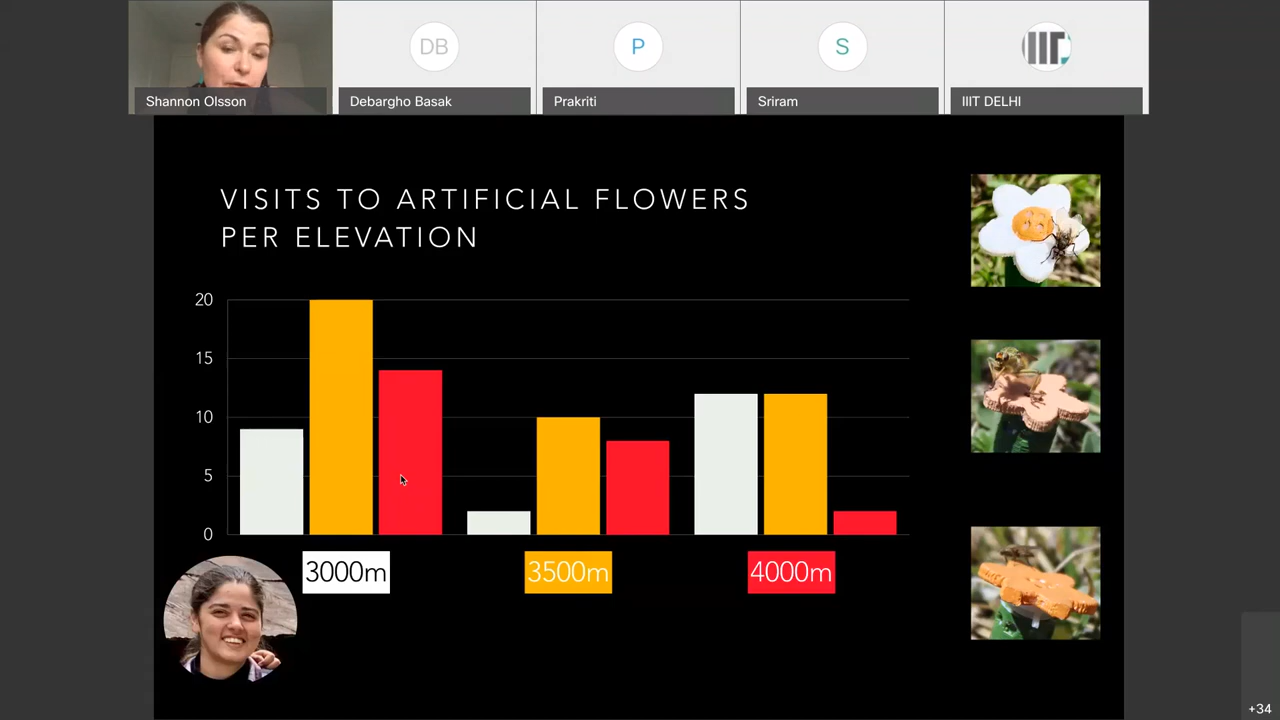 DB
P
S
Shannon Olsson
Debargho Basak
Prakriti
Sriram
IIIT DELHI
VISITS TO ARTIFICIAL FLOWERS
PER ELEVATION
20
15
10
5
0
3000m
3500m
4000m
+34